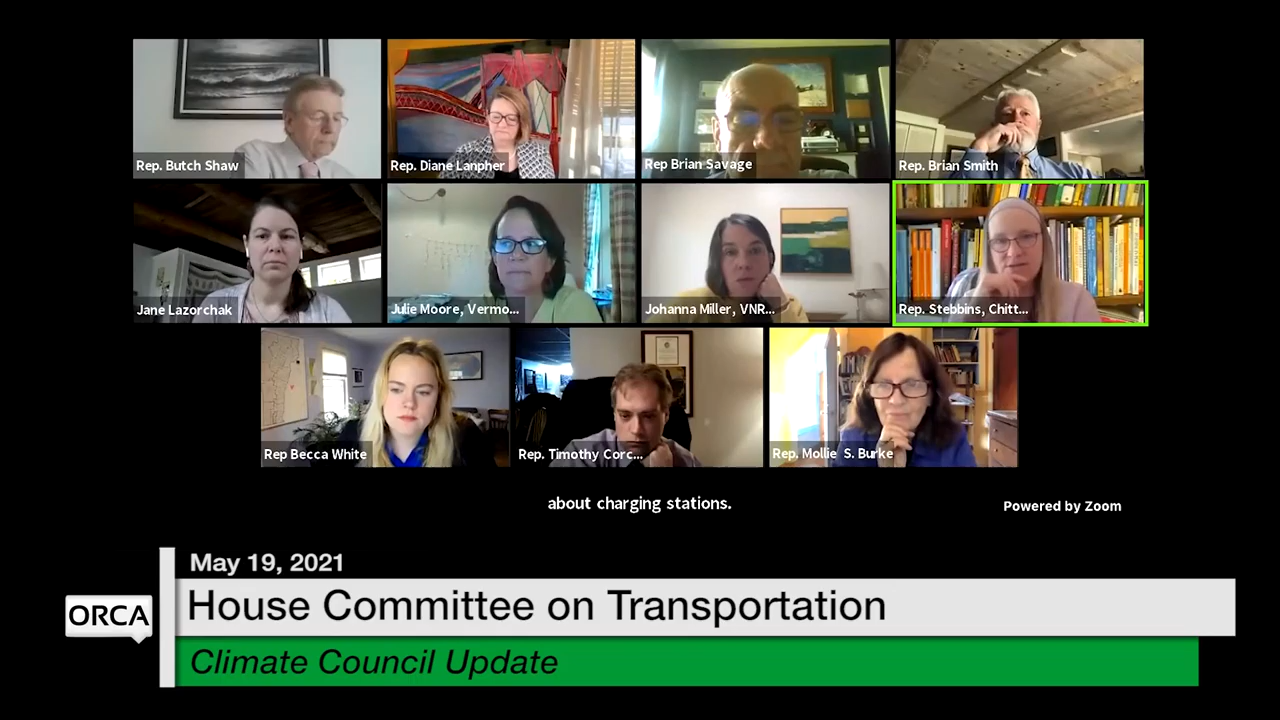 Rep. Butch Shaw
Rep. Diane Lanpher
Rep Brian Savage
Rep. Brian Smith
Jane Lazorchak
Julie Moore, Vermo...
Johanna Miller, VNR...
Rep. Stebbins, Chitt...
Rep Becca White
Rep. Timothy Corc...
Rep. Mollie S. Burke
about charging stations.
Powered by Zoom
May 19, 2021
ORCA
House Committee on Transportation
Climate Council Update